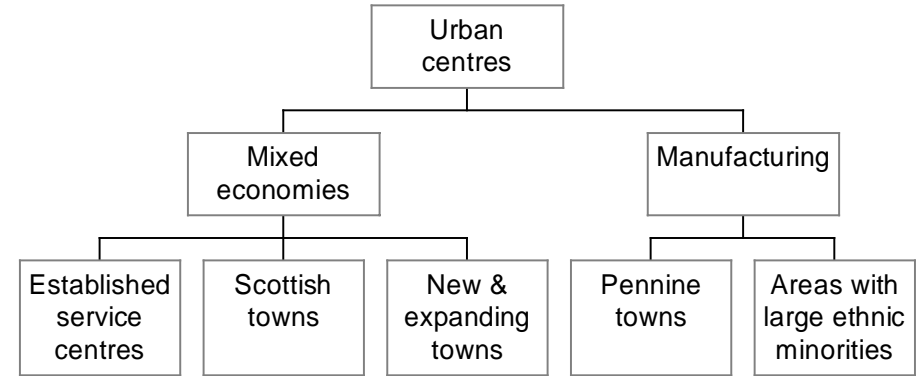 Urban
centres
Mixed
economies
Manufacturing
Established
service
centres
Scottish
towns
New &
expanding
towns
Pennine
towns
Areas with
large ethnic
minorities